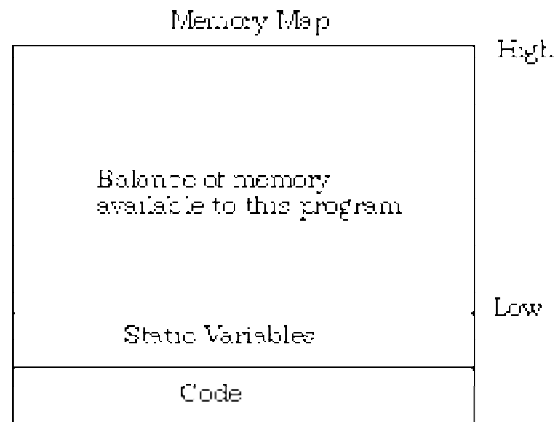 Memory Map
High
Balance of memory
available to this program
Low
Static Variables
Code